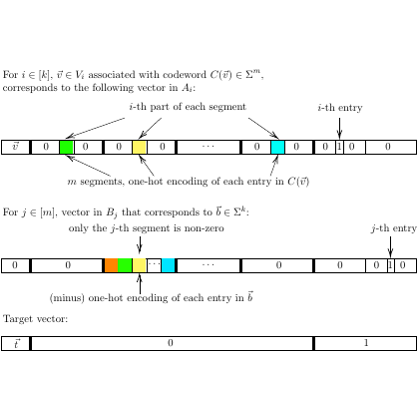 For $i \in [k]$, $\vec{v} \in V_i$ associated with codeword $C(\vec{v}) \in \Sigma^m$,
corresponds to the following vector in $A_i$:
$i$-th part of each segment
$i$-th entry
$\vec{v}$ 0 0 0 0 ··· 0 0 0 1 0 0
$m$ segments, one-hot encoding of each entry in $C(\vec{v})$
For $j \in [m]$, vector in $B_j$ that corresponds to $\vec{b} \in \Sigma^k$:
only the $j$-th segment is non-zero
$j$-th entry
0 0 ··· ··· 0 0 0 1 0
(minus) one-hot encoding of each entry in $\vec{b}$
Target vector:
$\vec{t}$ 0 1